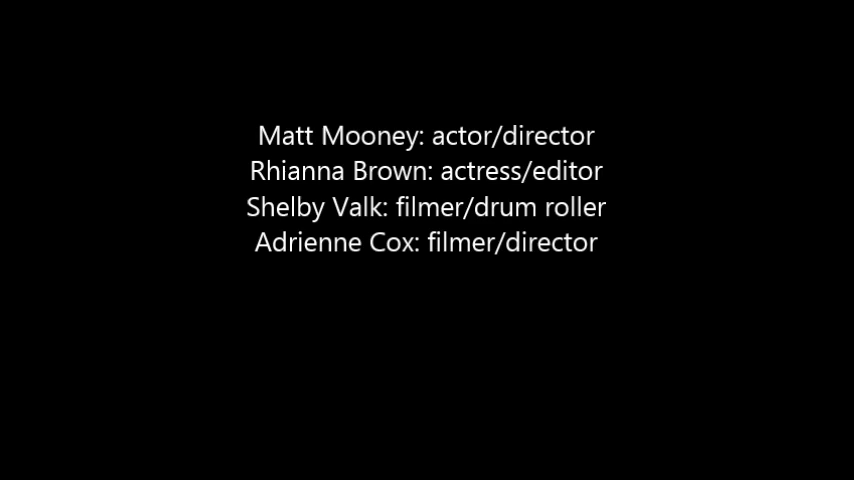 Matt Mooney: actor/director
Rhianna Brown: actress/editor
Shelby Valk: filmer/drum roller
Adrienne Cox: filmer/director